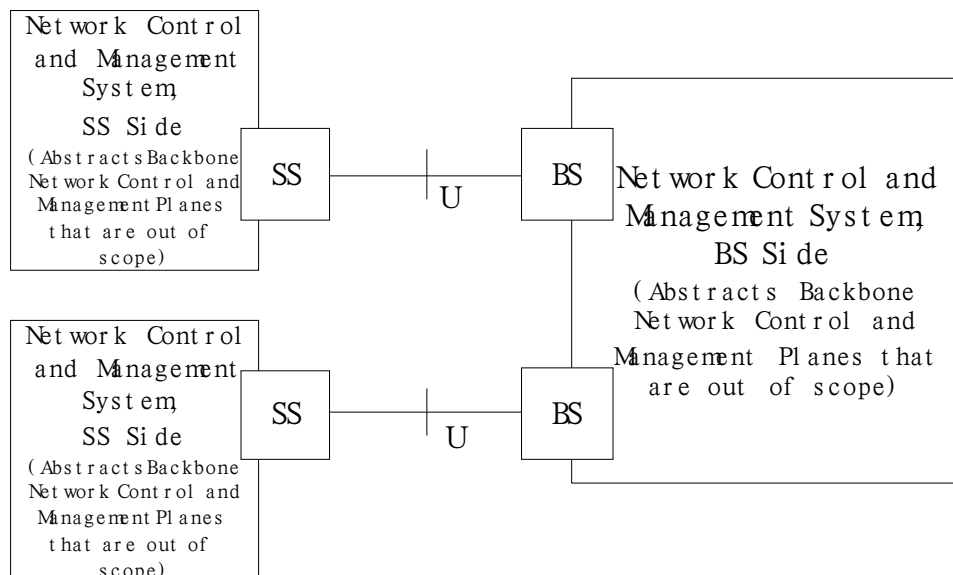 Network Control
and Management
System,
SS Side
(Abstracts Backbone
Network Control and
Management Planes
that are out of
scope)
SS
U
BS
Network Control and
Management System,
BS Side
(Abstracts Backbone
Network Control and
Management Planes that
are out of scope)
Network Control
and Management
System,
SS Side
(Abstracts Backbone
Network Control and
Management Planes
that are out of
scope)
SS
U
BS